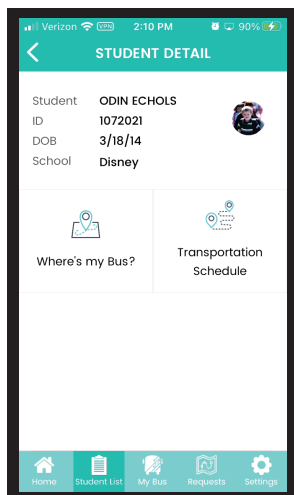 Verizon VPN 2:10 PM 90%
STUDENT DETAIL
Student ODIN ECHOLS
ID 1072021
DOB 3/18/14
School Disney
Where's my Bus?
Transportation
Schedule
Home Student List My Bus Requests Settings